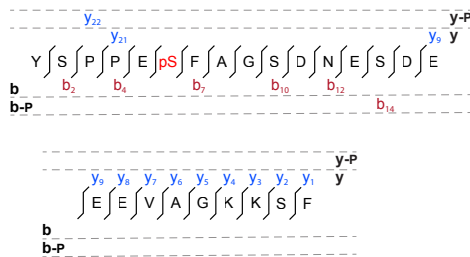 y22 y-P
y21 y9 y
Y S P P E pS F A G S D N E S D E
b b2 b4 b7 b10 b12
b-P b14
y-P
y9 y8 y7 y6 y5 y4 y3 y2 y1 y
E E V A G K K S F
b
b-P